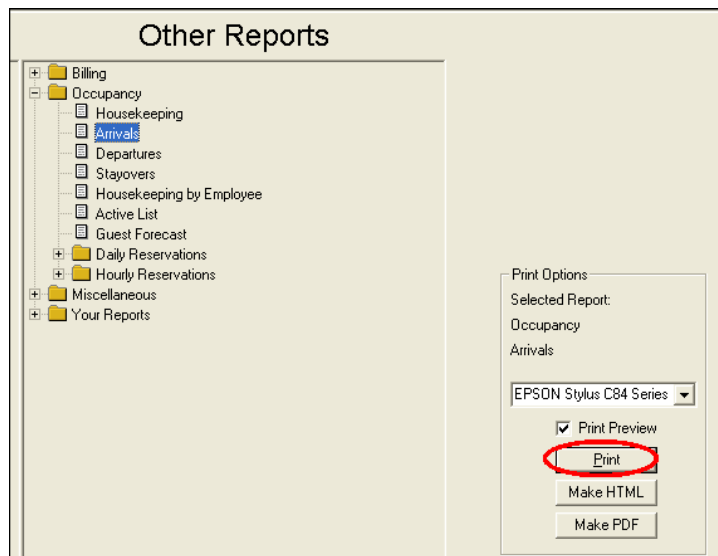 Other Reports
Billing
Occupancy
Housekeeping
Arrivals
Departures
Stayovers
Housekeeping by Employee
Active List
Guest Forecast
Daily Reservations
Hourly Reservations
Miscellaneous
Your Reports
Print Options
Selected Report:
Occupancy
Arrivals
EPSON Stylus C84 Series
Print Preview
Print
Make HTML
Make PDF